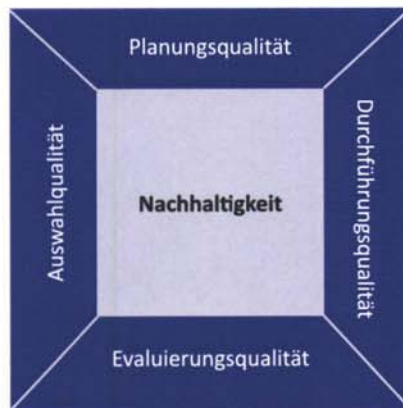 Planungsqualität
Auswahlqualität
Nachhaltigkeit
Durchführungsqualität
Evaluierungsqualität